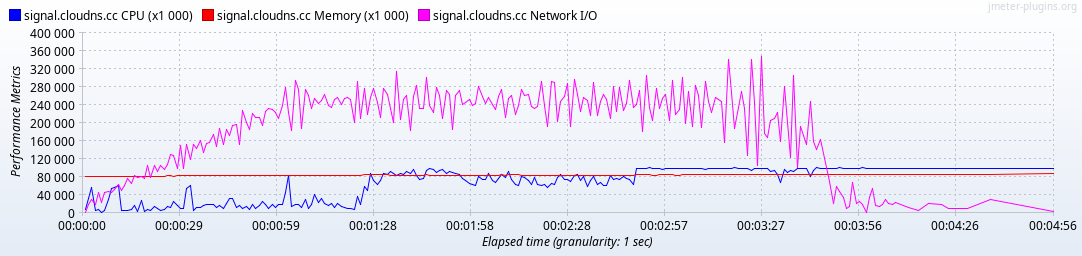 jmeter-plugins.org
signal.cloudns.cc CPU (x1 000) signal.cloudns.cc Memory (x1 000) signal.cloudns.cc Network I/O
Performance Metrics
400 000
360 000
320 000
280 000
240 000
200 000
160 000
120 000
80 000
40 000
0
00:00:00 00:00:29 00:00:59 00:01:28 00:01:58 00:02:28 00:02:57 00:03:27 00:03:56 00:04:26 00:04:56
Elapsed time (granularity: 1 sec)